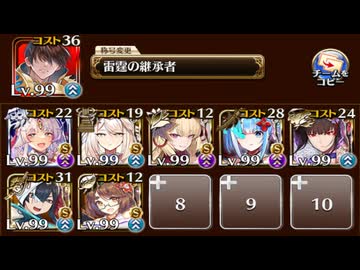 コスト36
称号変更
雷霆の継承者
チームを
コピー
Lv.99
コスト22
コスト19
コスト12
コスト28
コスト24
S
S
S
S
Lv.99
Lv.99
Lv.99
Lv.99
Lv.99
コスト31
コスト12
8
9
10
S
S
Lv.99
Lv.99